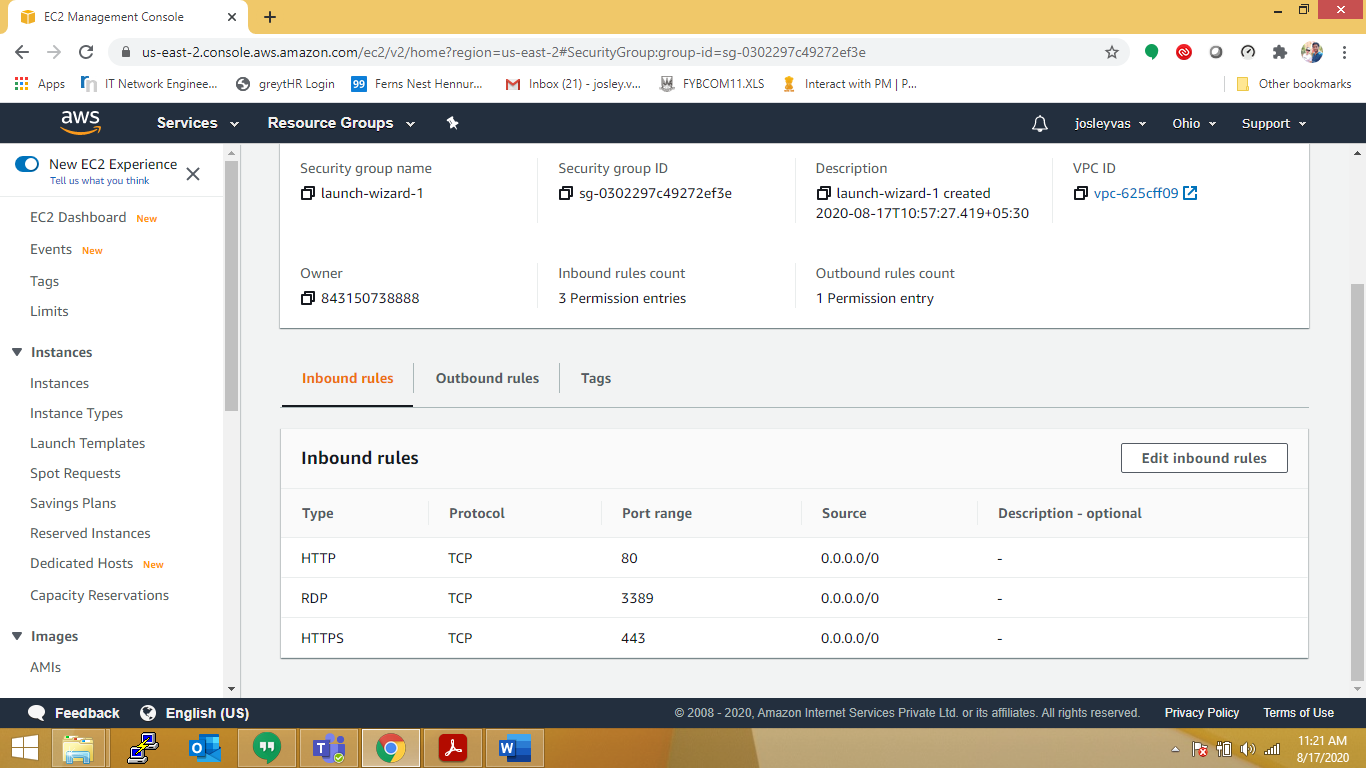 EC2 Management Console
us-east-2.console.aws.amazon.com/ec2/v2/home?region=us-east-2#SecurityGroup:group-id=sg-0302297c49272ef3e
Apps
IT Network Enginee...
greytHR Login
99
Ferns Nest Hennur...
Inbox (21) - josley.v...
FYBCOM11.XLS
Interact with PM | P...
Other bookmarks
aws
Services
Resource Groups
josleyvas
Ohio
Support
New EC2 Experience
Tell us what you think
EC2 Dashboard New
Events New
Tags
Limits
Instances
Instances
Instance Types
Launch Templates
Spot Requests
Savings Plans
Reserved Instances
Dedicated Hosts New
Capacity Reservations
Images
AMIs
Security group name
launch-wizard-1
Security group ID
sg-0302297c49272ef3e
Description
launch-wizard-1 created
2020-08-17T10:57:27.419+05:30
VPC ID
vpc-625cff09
Owner
843150738888
Inbound rules count
3 Permission entries
Outbound rules count
1 Permission entry
Inbound rules
Outbound rules
Tags
Inbound rules
Edit inbound rules
Type Protocol Port range Source Description - optional
HTTP TCP 80 0.0.0.0/0 -
RDP TCP 3389 0.0.0.0/0 -
HTTPS TCP 443 0.0.0.0/0 -
Feedback
English (US)
© 2008 - 2020, Amazon Internet Services Private Ltd. or its affiliates. All rights reserved.
Privacy Policy
Terms of Use
11:21 AM
8/17/2020